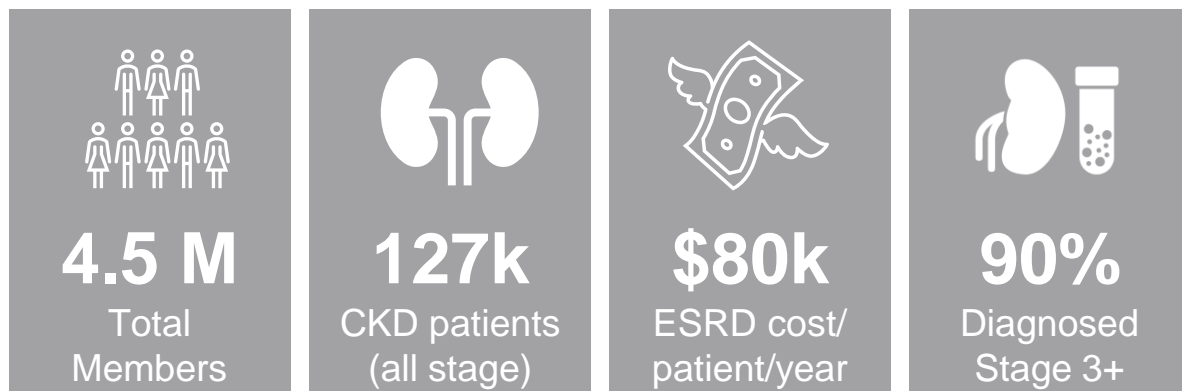 4.5 M
Total
Members
127k
CKD patients
(all stage)
$80k
ESRD cost/
patient/year
90%
Diagnosed
Stage 3+